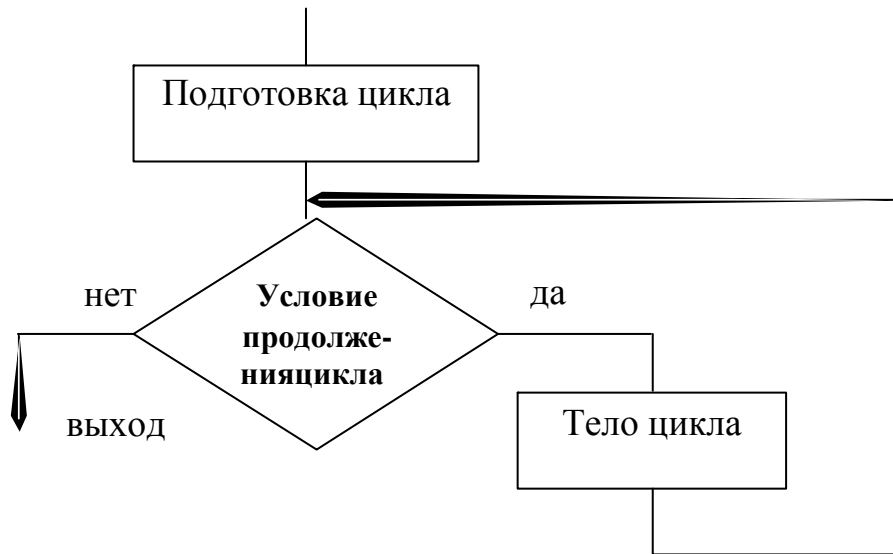 Подготовка цикла
нет
Условие
продолже-
нияцикла
да
выход
Тело цикла